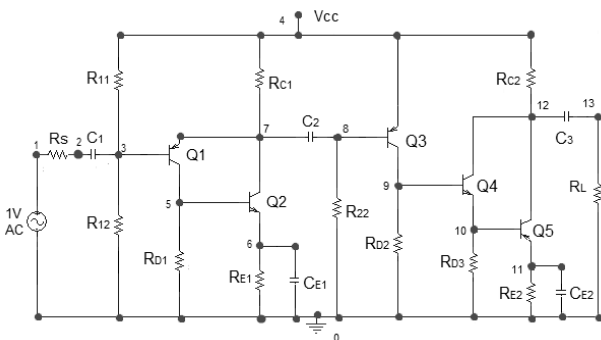 4 Vcc
R11
RC1
RC2
C2
7
8
Q3
12
13
C3
1
RS
2
C1
3
Q1
9
Q4
RL
1V
AC
R12
5
Q2
R22
10
Q5
RD1
6
RD2
RD3
11
RE1
CE1
RE2
CE2
0